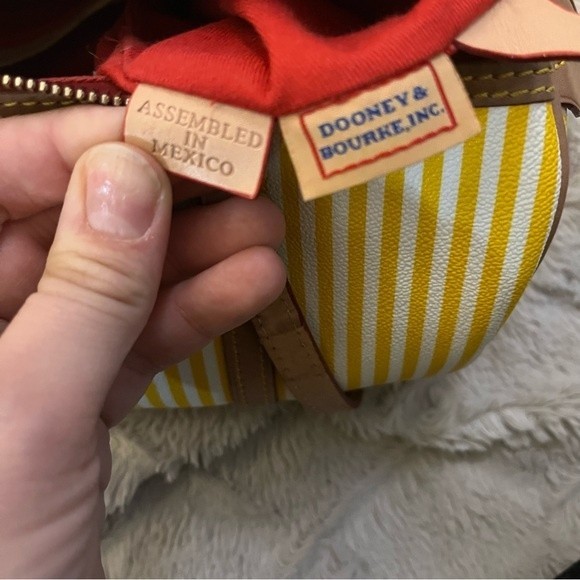 ASSEMBLED
IN
MEXICO
DOONEY &
BOURKE, INC.